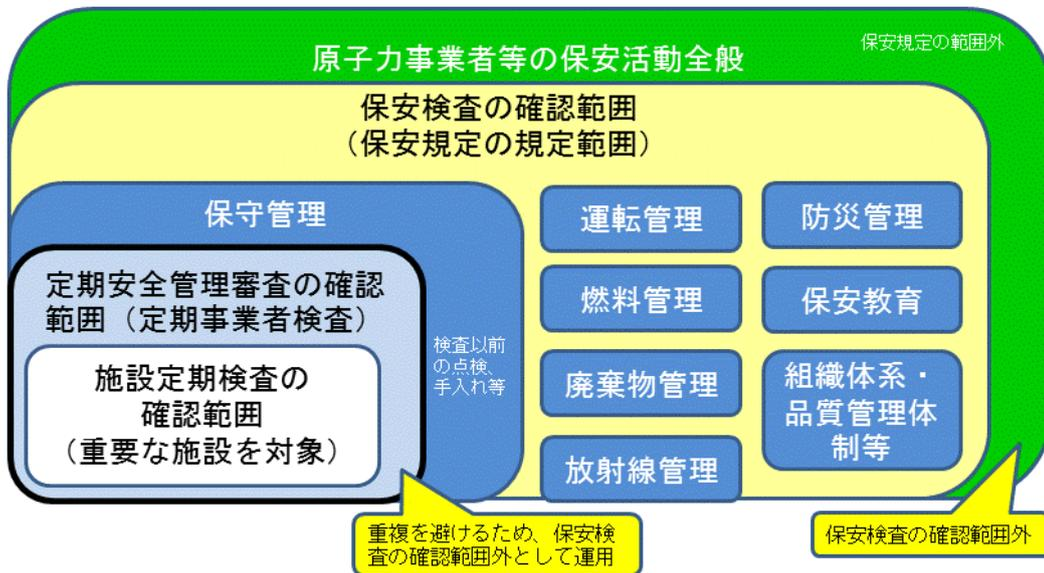 保安規定の範囲外
原子力事業者等の保安活動全般
保安検査の確認範囲
（保安規定の規定範囲）
保守管理
運転管理
防災管理
定期安全管理審査の確認
範囲（定期事業者検査）
燃料管理
保安教育
検査以前
の点検、
手入れ等
施設定期検査の
確認範囲
（重要な施設を対象）
廃棄物管理
組織体系・
品質管理体
制等
放射線管理
重複を避けるため、保安検
査の確認範囲外として運用
保安検査の確認範囲外